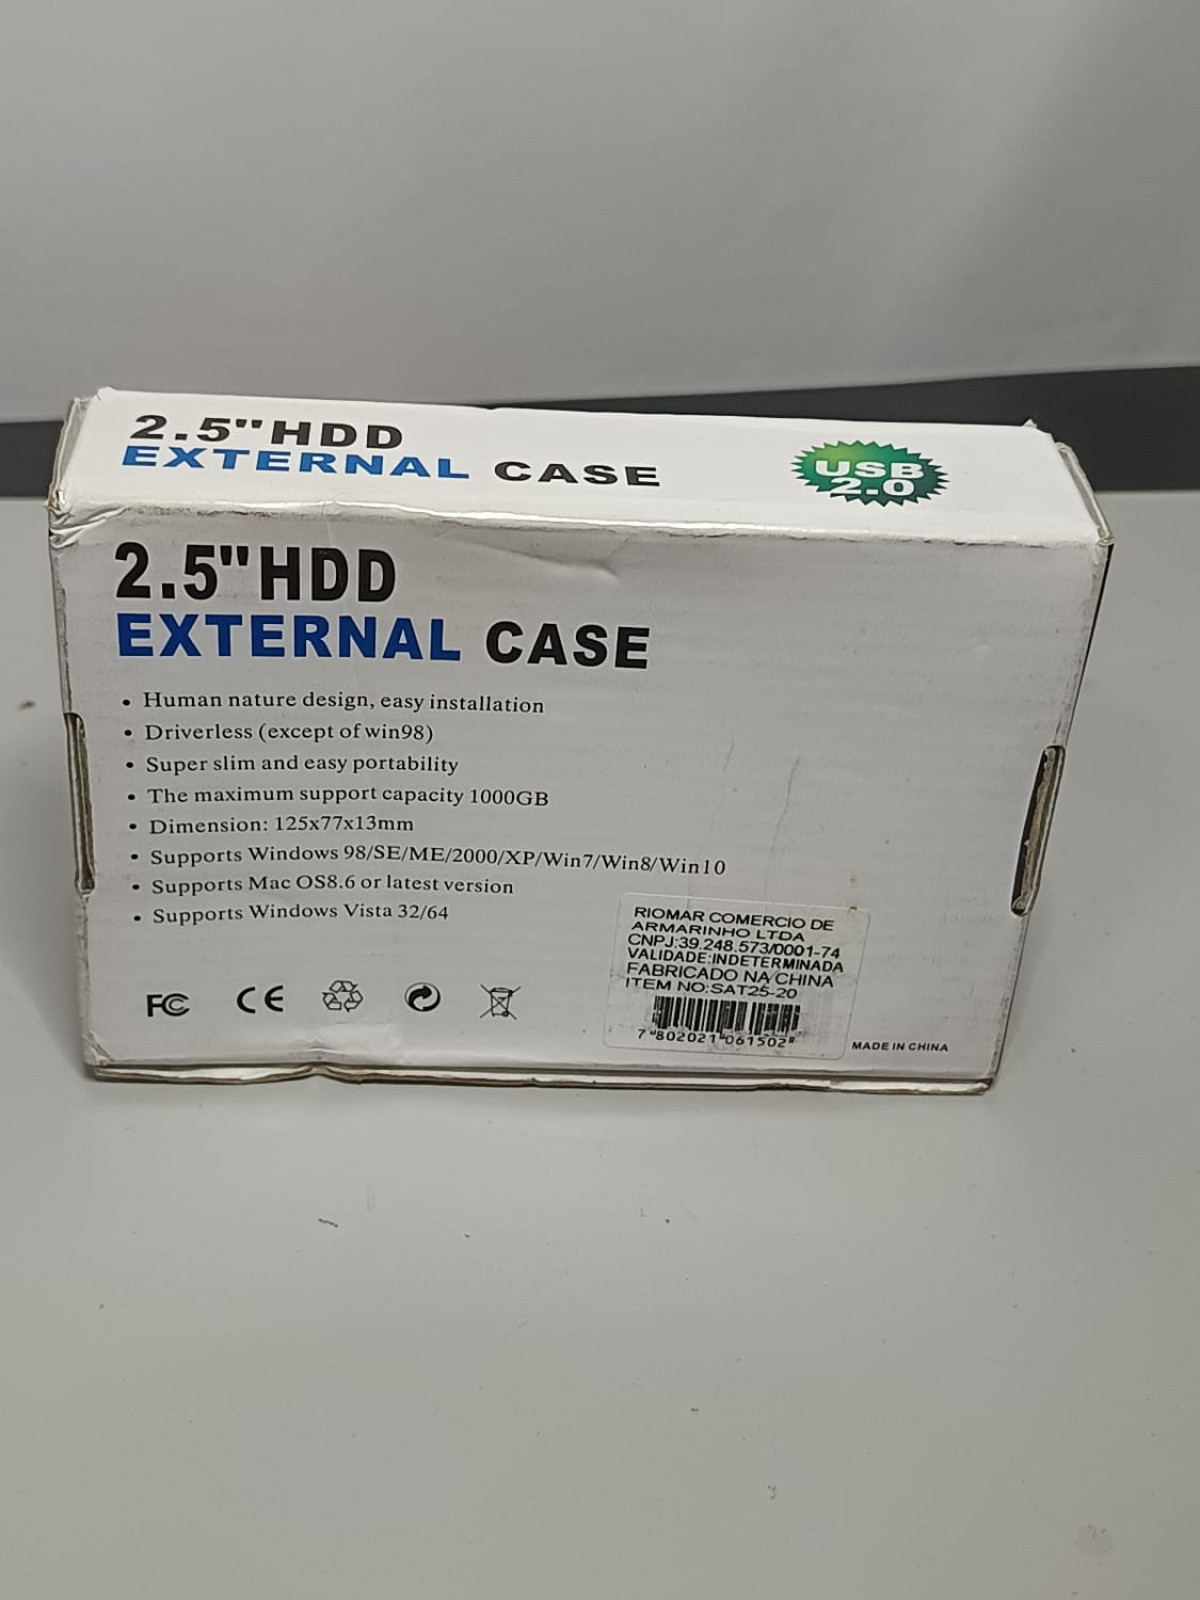 2.5"HDD
EXTERNAL CASE
USB
2.0
2.5"HDD
EXTERNAL CASE
• Human nature design, easy installation
• Driverless (except of win98)
• Super slim and easy portability
• The maximum support capacity 1000GB
• Dimension: 125x77x13mm
• Supports Windows 98/SE/ME/2000/XP/Win7/Win8/Win10
• Supports Mac OS8.6 or latest version
• Supports Windows Vista 32/64
RIOMAR COMERCIO DE
ARMARINHO LTDA
CNPJ:39.248.573/0001-74
VALIDADE:INDETERMINADA
FABRICADO NA CHINA
ITEM NO:SAT25-20
7 802021 061502
FC CE
MADE IN CHINA